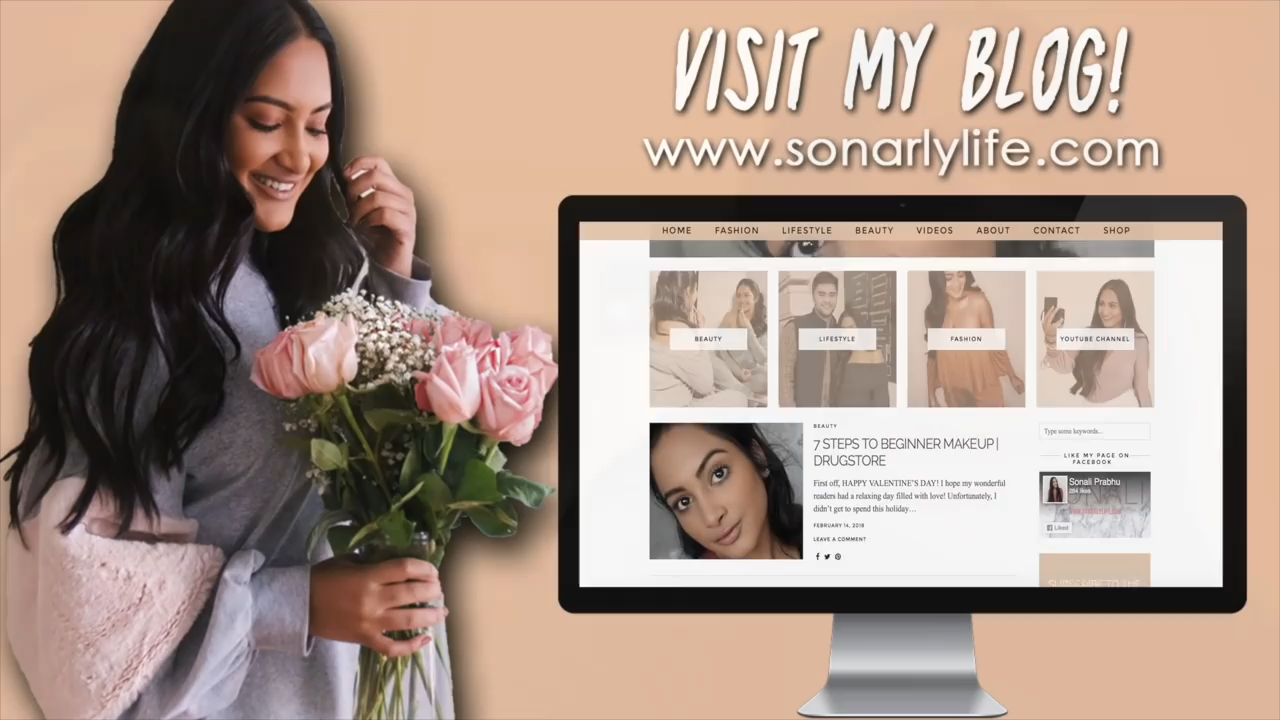 VISIT MY BLOG!
www.sonarlylife.com
HOME FASHION LIFESTYLE BEAUTY VIDEOS ABOUT CONTACT SHOP
BEAUTY LIFESTYLE FASHION YOUTUBE CHANNEL
BEAUTY
7 STEPS TO BEGINNER MAKEUP |
DRUGSTORE
First off, HAPPY VALENTINE'S DAY! I hope my wonderful
readers had a relaxing day filled with love! Unfortunately, I
didn't get to spend this holiday…
FEBRUARY 14, 2018
LEAVE A COMMENT
Type some keywords...
LIKE MY PAGE ON
FACEBOOK
Sonali Prabhu
284 likes
Liked